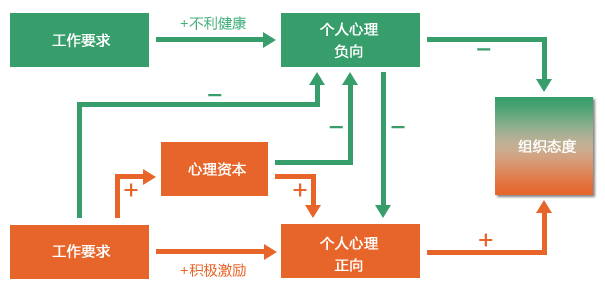 工作要求
+不利健康
个人心理
负向
−
−
−
−
组织态度
心理资本
+
+
工作要求
+积极激励
个人心理
正向
+